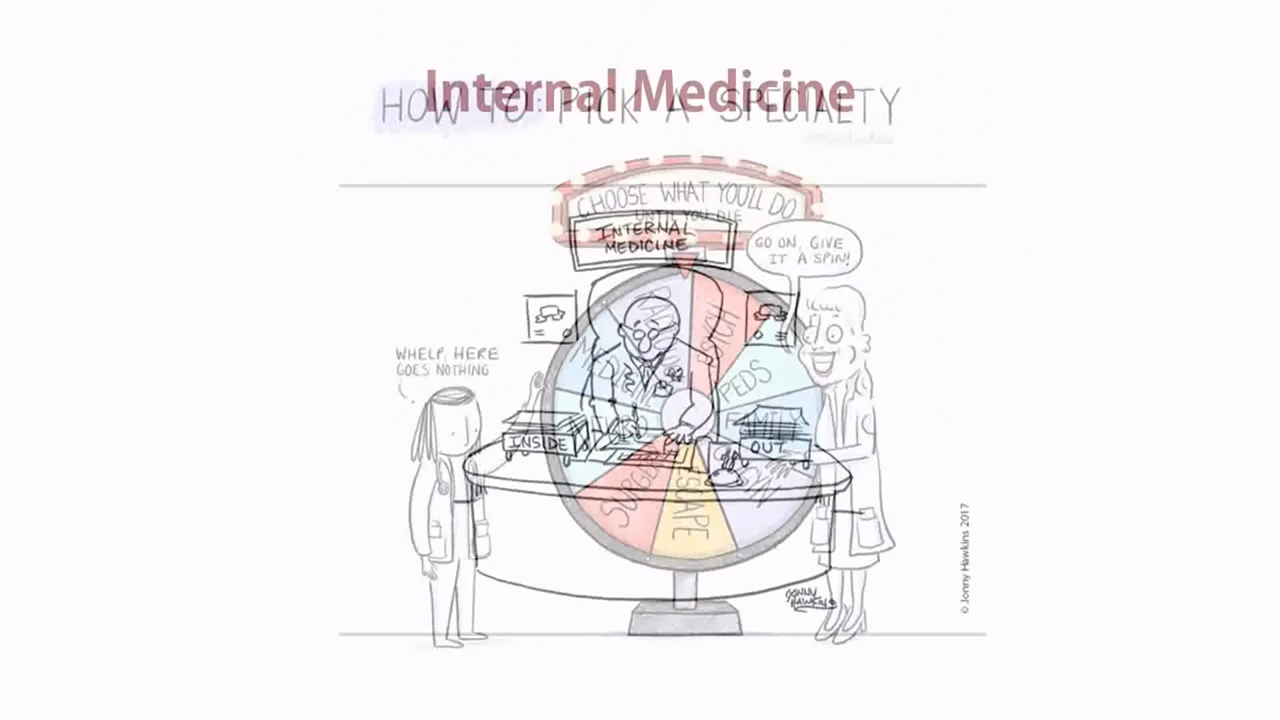 Internal Medicine
HOW TO: PICK A SPECIALTY
CHOOSE WHAT YOU'LL DO
UNTIL YOU DIE
INTERNAL
MEDICINE
GO ON, GIVE
IT A SPIN!
WHELP, HERE
GOES NOTHING
PEDS
FAMILY
INSIDE
OUT
ESCAPE
© Jonny Hawkins 2017
JONNY
HAWKINS